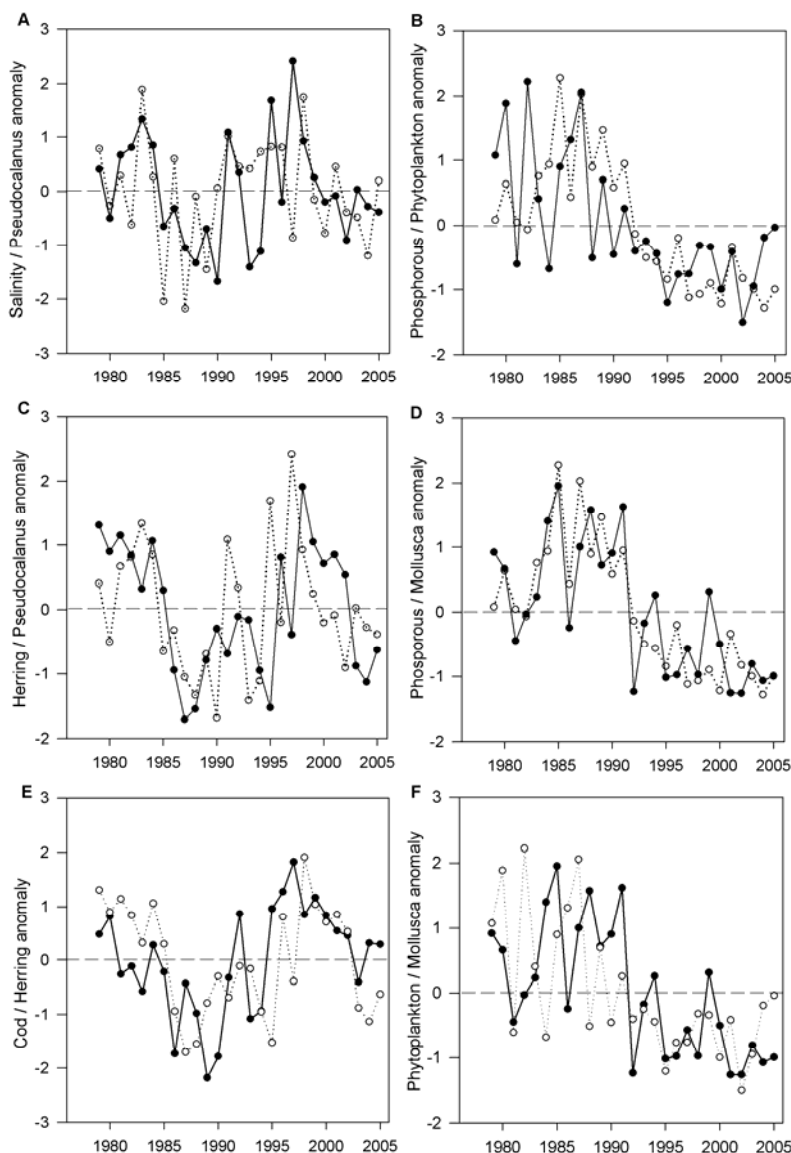 A
Salinity / Pseudocalanus anomaly
3
2
1
0
-1
-2
-3
1980 1985 1990 1995 2000 2005
B
Phosphorous / Phytoplankton anomaly
3
2
1
0
-1
-2
1980 1985 1990 1995 2000 2005
C
Herring / Pseudocalanus anomaly
3
2
1
0
-1
-2
1980 1985 1990 1995 2000 2005
D
Phosporous / Mollusca anomaly
3
2
1
0
-1
-2
1980 1985 1990 1995 2000 2005
E
Cod / Herring anomaly
3
2
1
0
-1
-2
-3
1980 1985 1990 1995 2000 2005
F
Phytoplankton / Mollusca anomaly
3
2
1
0
-1
-2
1980 1985 1990 1995 2000 2005